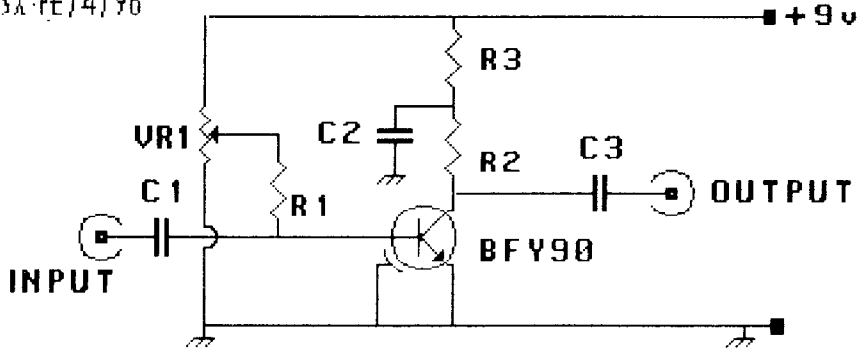 +9v
R3
VR1
C2
R2
C3
C1
R1
OUTPUT
BFY90
INPUT